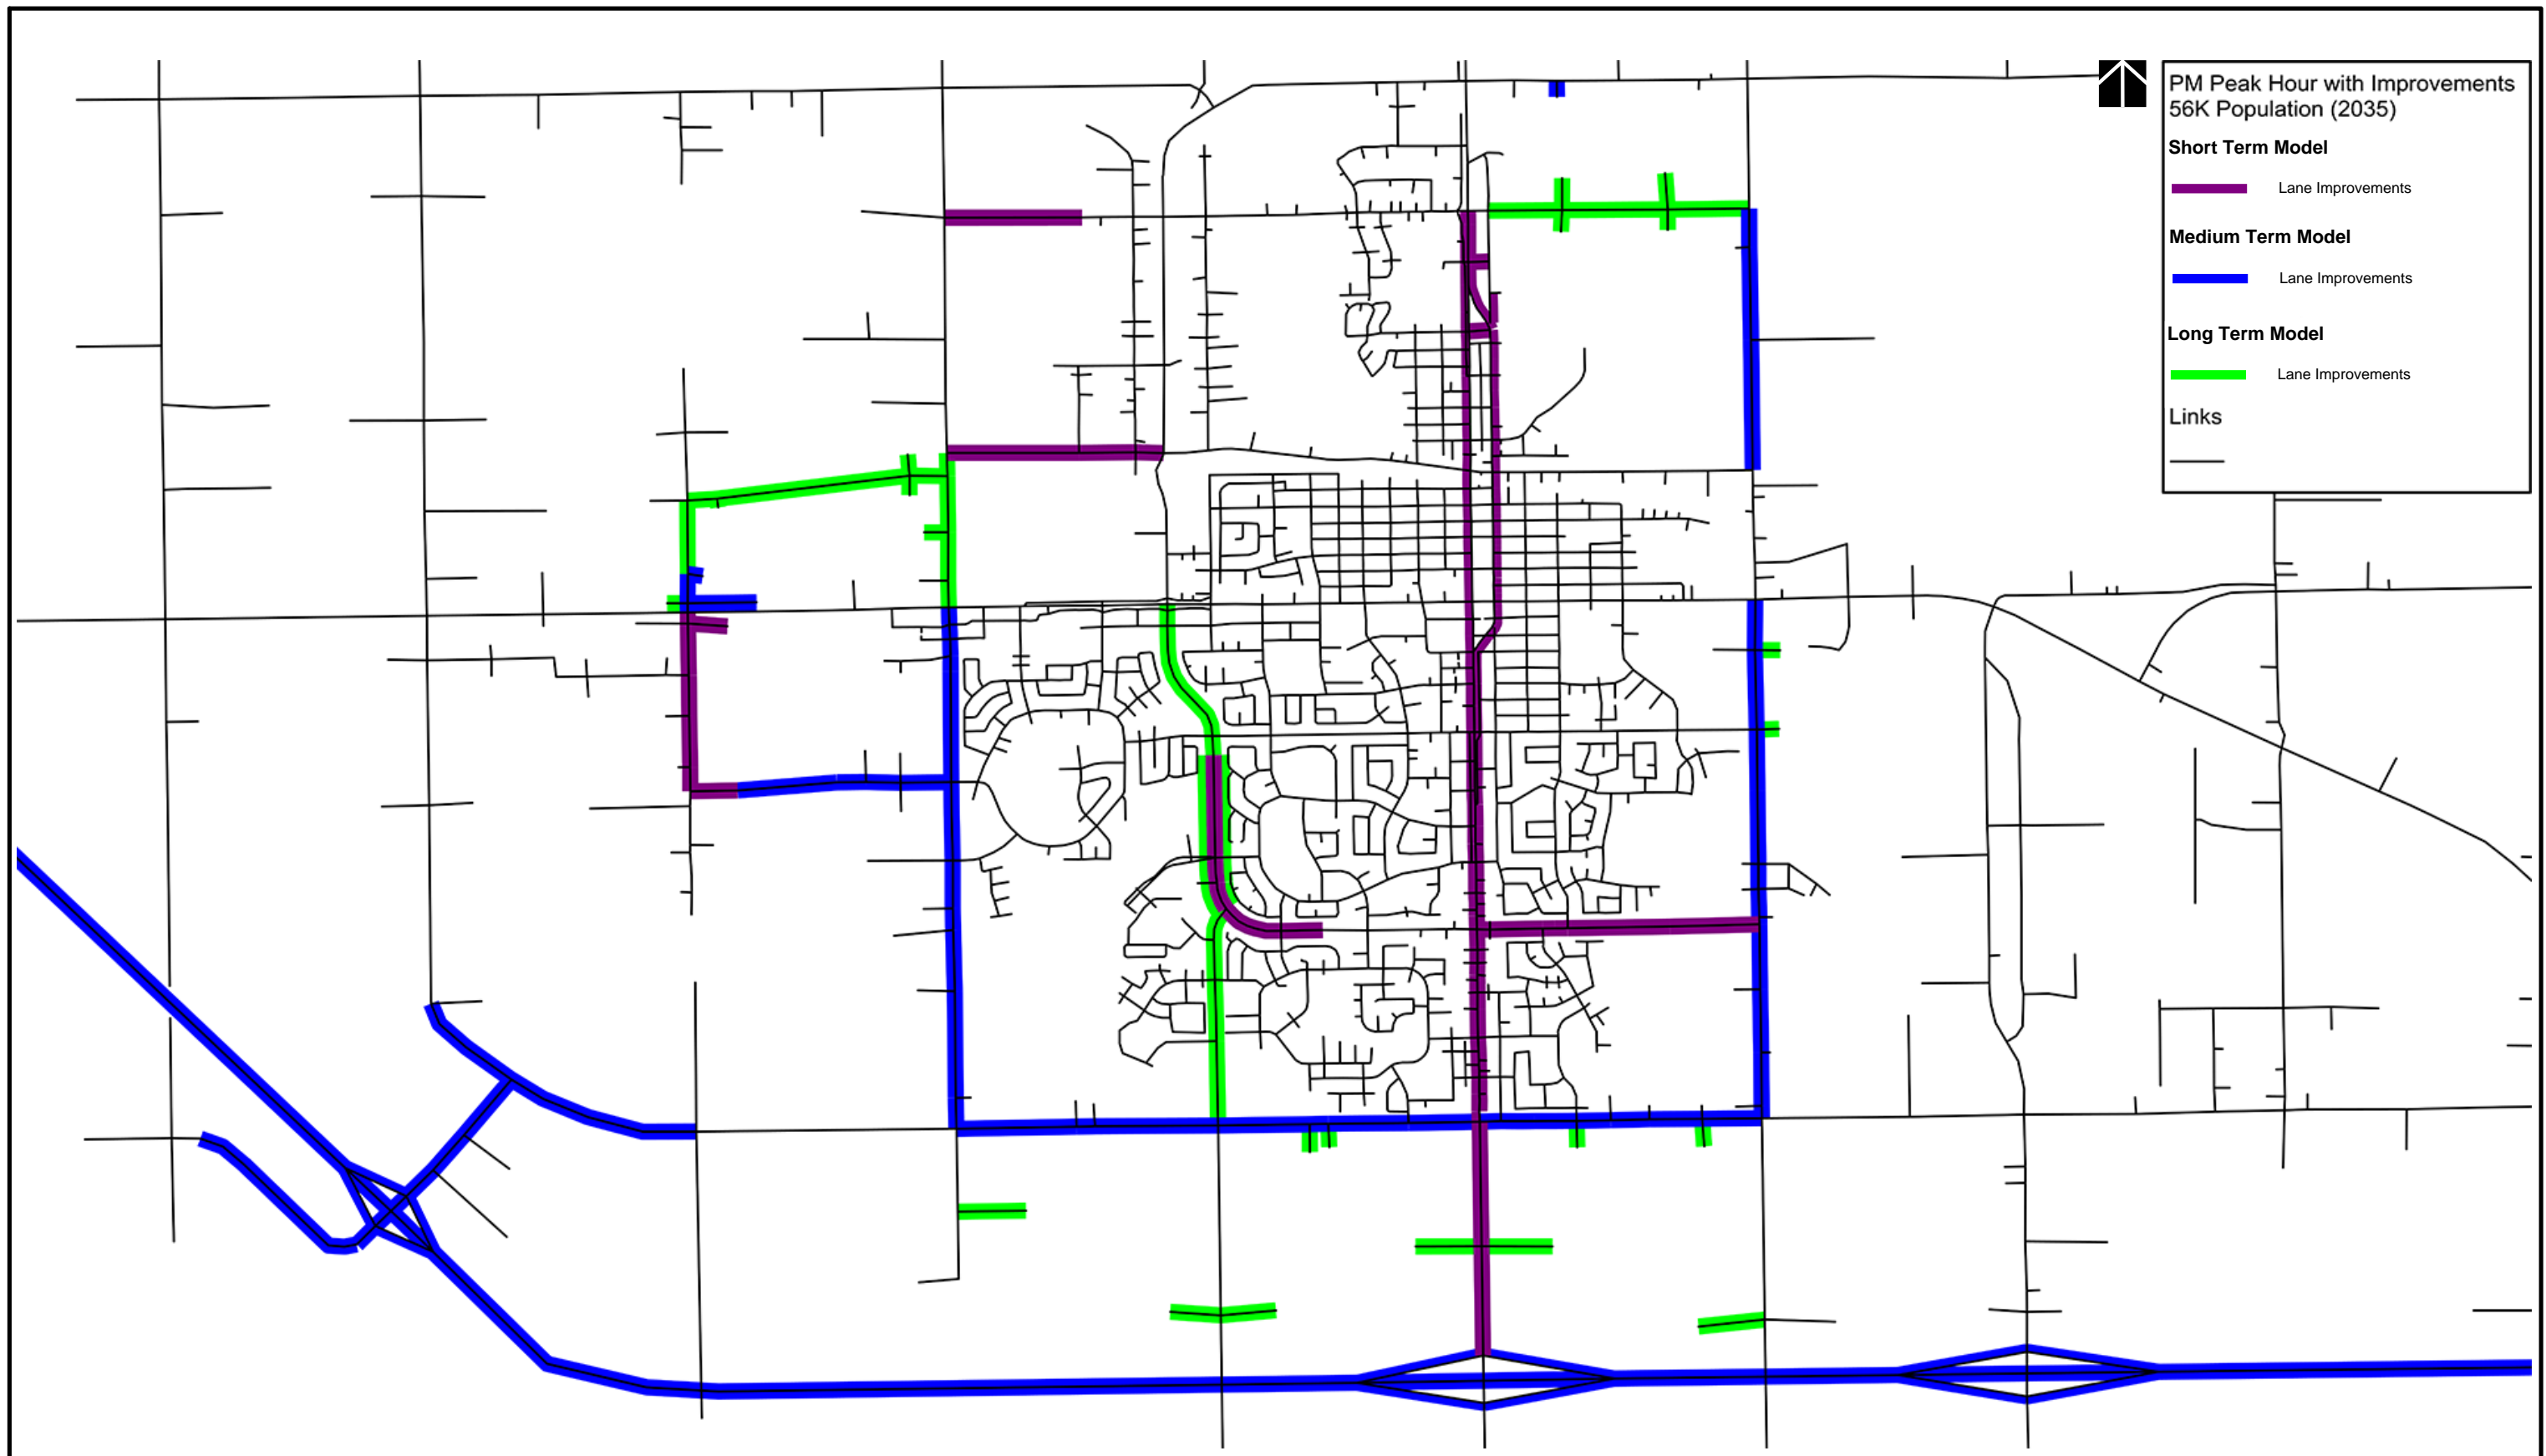 PM Peak Hour with Improvements
56K Population (2035)
Short Term Model
Lane Improvements
Medium Term Model
Lane Improvements
Long Term Model
Lane Improvements
Links